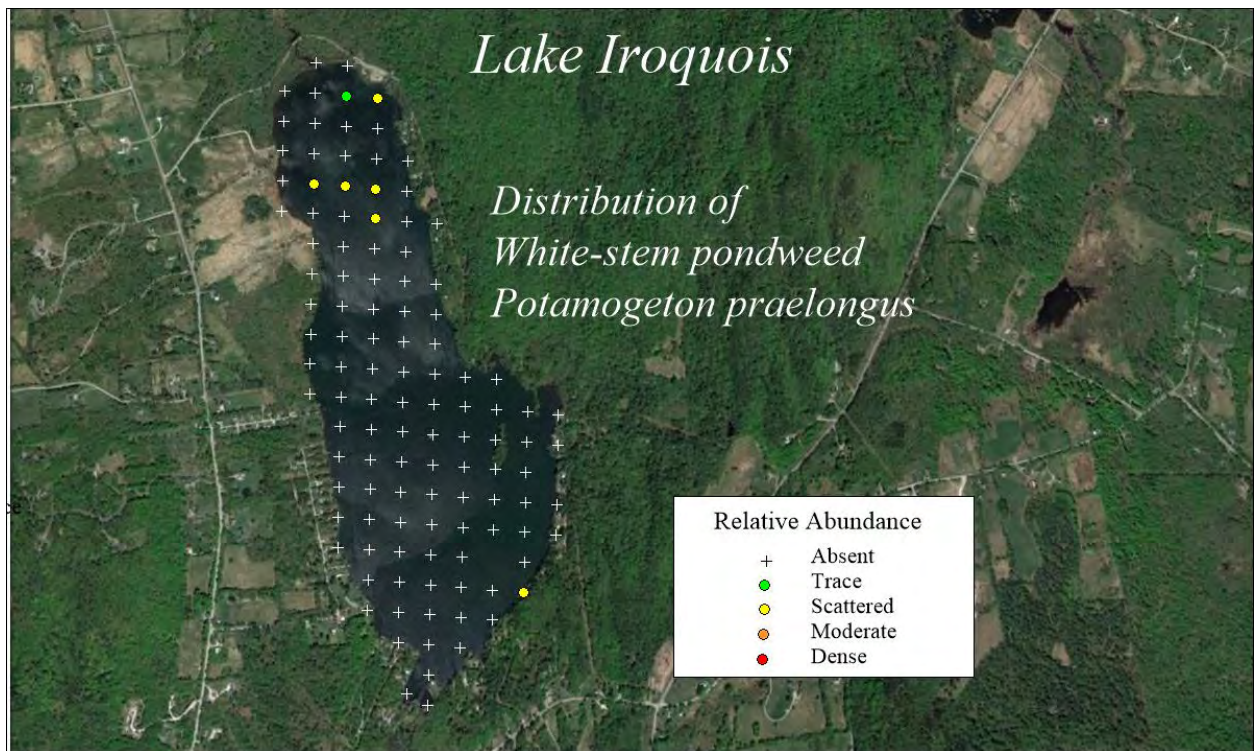 Lake Iroquois
Distribution of
White-stem pondweed
Potamogeton praelongus
Relative Abundance
Absent
Trace
Scattered
Moderate
Dense